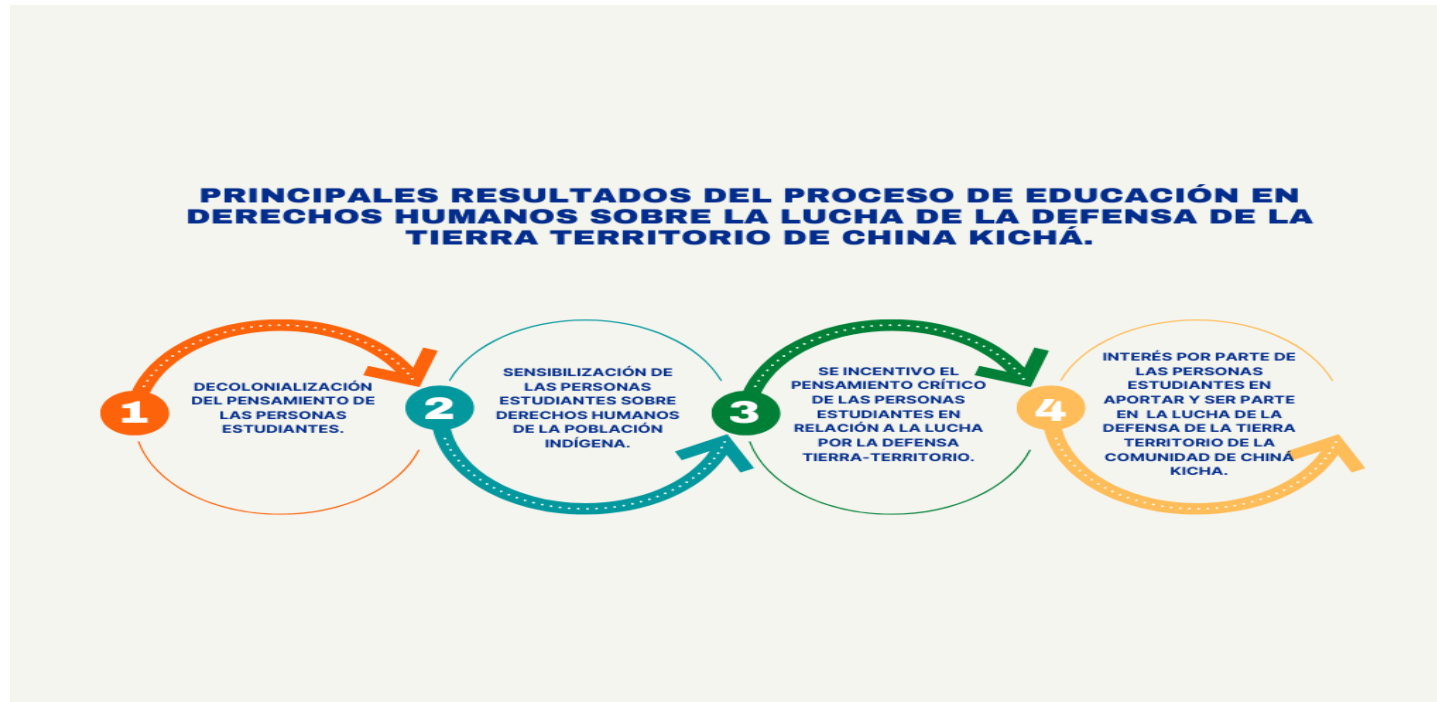 PRINCIPALES RESULTADOS DEL PROCESO DE EDUCACIÓN EN
DERECHOS HUMANOS SOBRE LA LUCHA DE LA DEFENSA DE LA
TIERRA TERRITORIO DE CHINA KICHÁ.
1
DECOLONIALIZACIÓN
DEL PENSAMIENTO DE
LAS PERSONAS
ESTUDIANTES.
2
SENSIBILIZACIÓN DE
LAS PERSONAS
ESTUDIANTES SOBRE
DERECHOS HUMANOS
DE LA POBLACIÓN
INDÍGENA.
3
SE INCENTIVO EL
PENSAMIENTO CRÍTICO
DE LAS PERSONAS
ESTUDIANTES EN
RELACIÓN A LA LUCHA
POR LA DEFENSA
TIERRA-TERRITORIO.
4
INTERÉS POR PARTE DE
LAS PERSONAS
ESTUDIANTES EN
APORTAR Y SER PARTE
EN LA LUCHA DE LA
DEFENSA DE LA TIERRA
TERRITORIO DE LA
COMUNIDAD DE CHINÁ
KICHA.